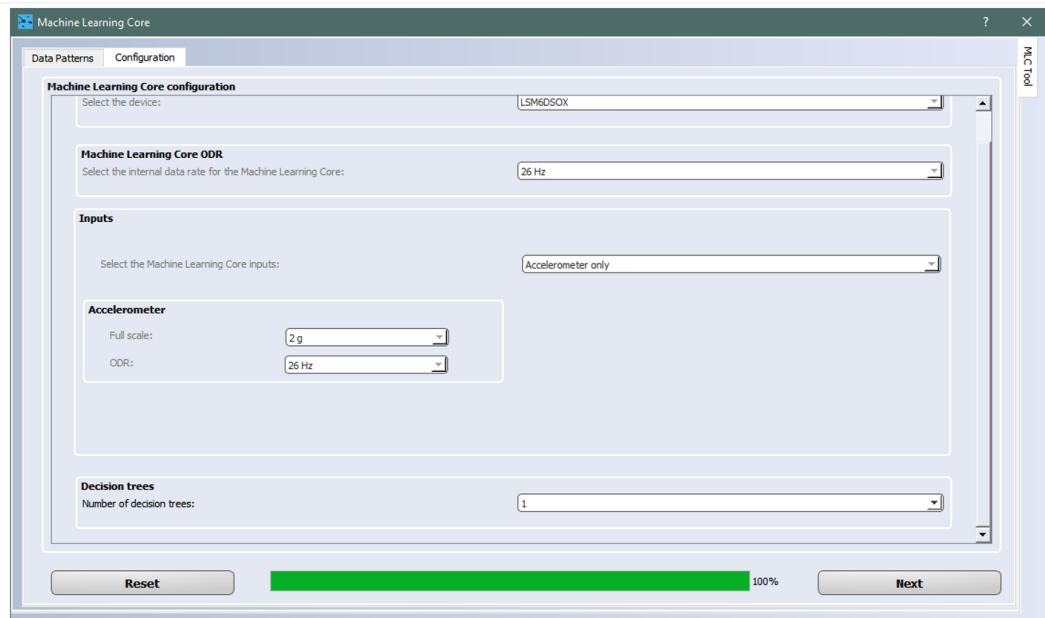 Machine Learning Core
?
MLC Tool
Data Patterns
Configuration
Machine Learning Core configuration
Select the device:
LSM6DSOX
Machine Learning Core ODR
Select the internal data rate for the Machine Learning Core:
26 Hz
Inputs
Select the Machine Learning Core inputs:
Accelerometer only
Accelerometer
Full scale:
2 g
ODR:
26 Hz
Decision trees
Number of decision trees:
1
Reset
100%
Next